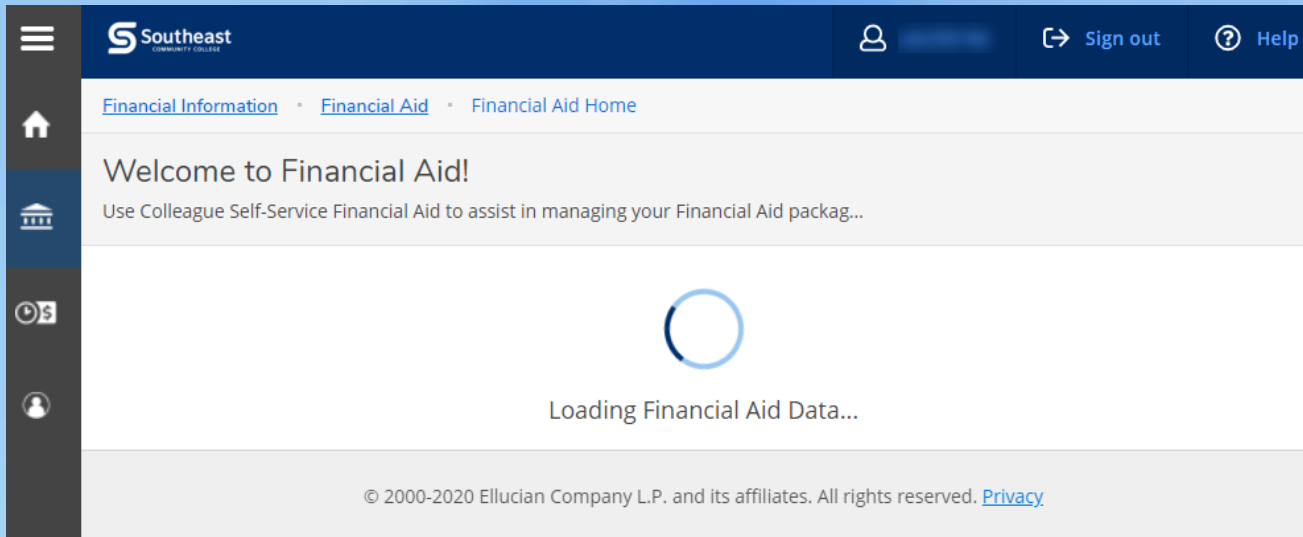 Southeast
COMMUNITY COLLEGE
Sign out
Help
Financial Information • Financial Aid • Financial Aid Home
Welcome to Financial Aid!
Use Colleague Self-Service Financial Aid to assist in managing your Financial Aid packag...
$
Loading Financial Aid Data...
© 2000-2020 Ellucian Company L.P. and its affiliates. All rights reserved. Privacy